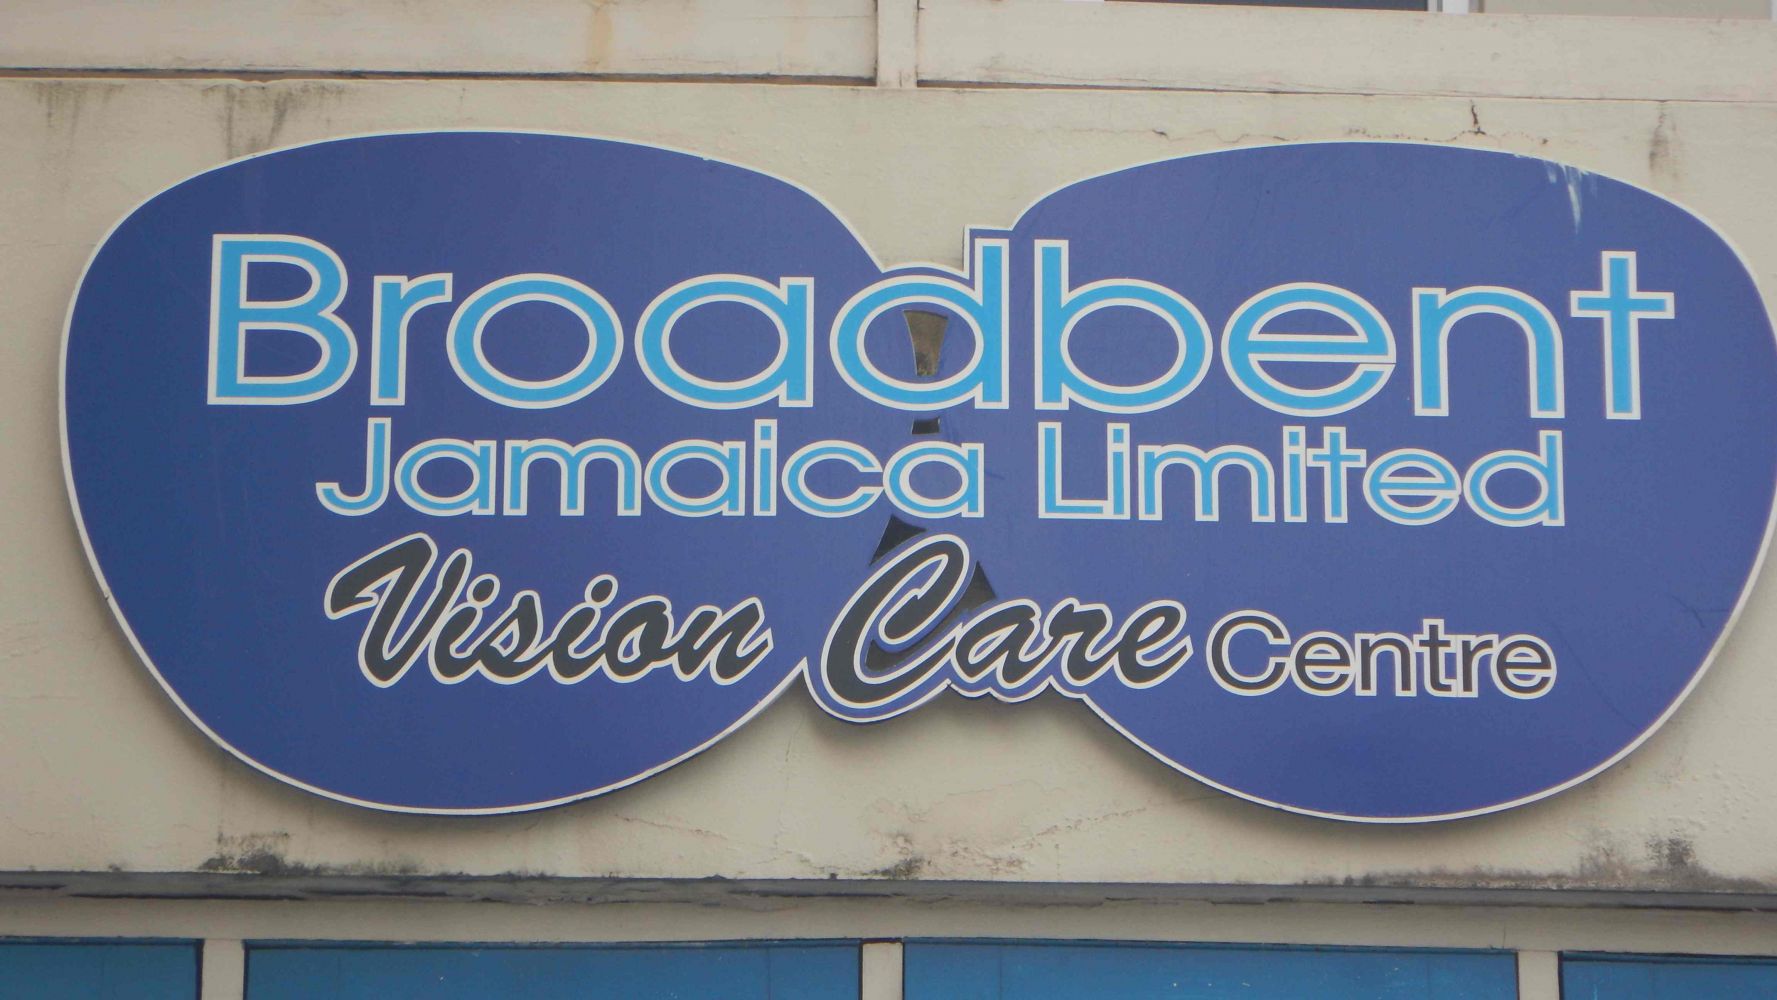 Broadbent
Jamaica Limited
Vision Care Centre